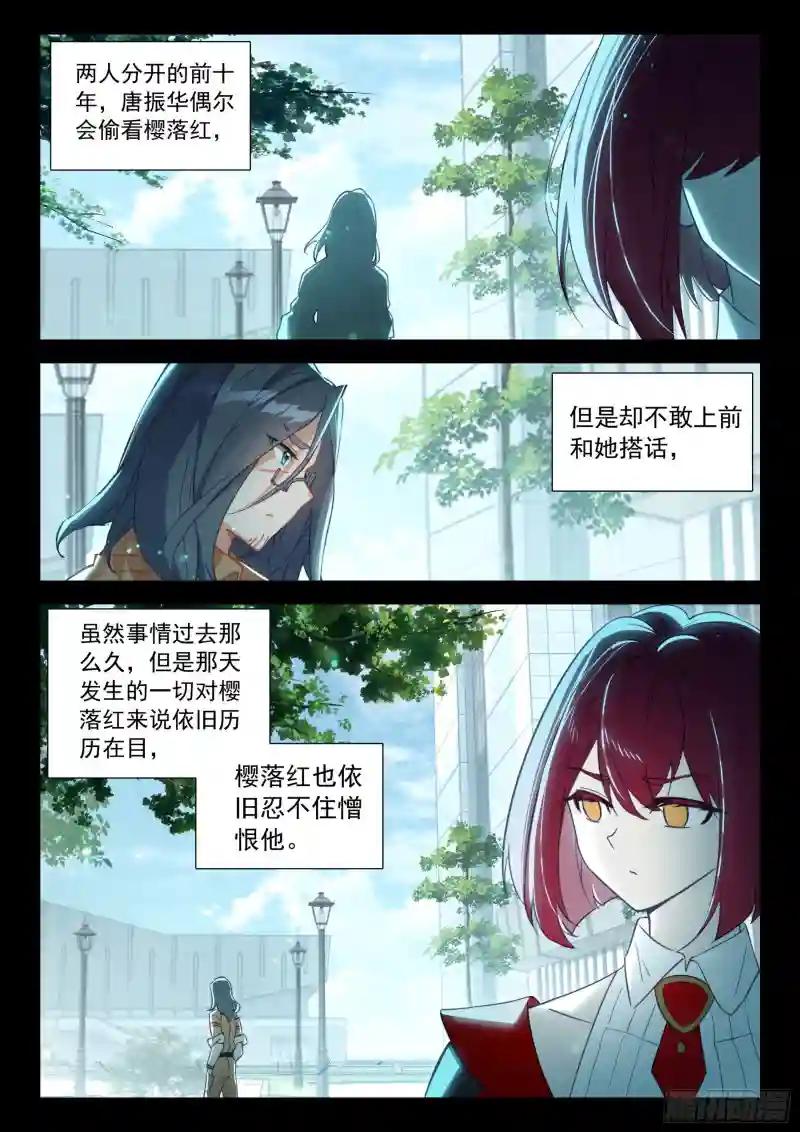 两人分开的前十
年，唐振华偶尔
会偷看樱落红，
但是却不敢上前
和她搭话，
虽然事情过去那
么久，但是那天
发生的一切对樱
落红来说依旧历
历在目，
樱落红也依
旧忍不住憎
恨他。